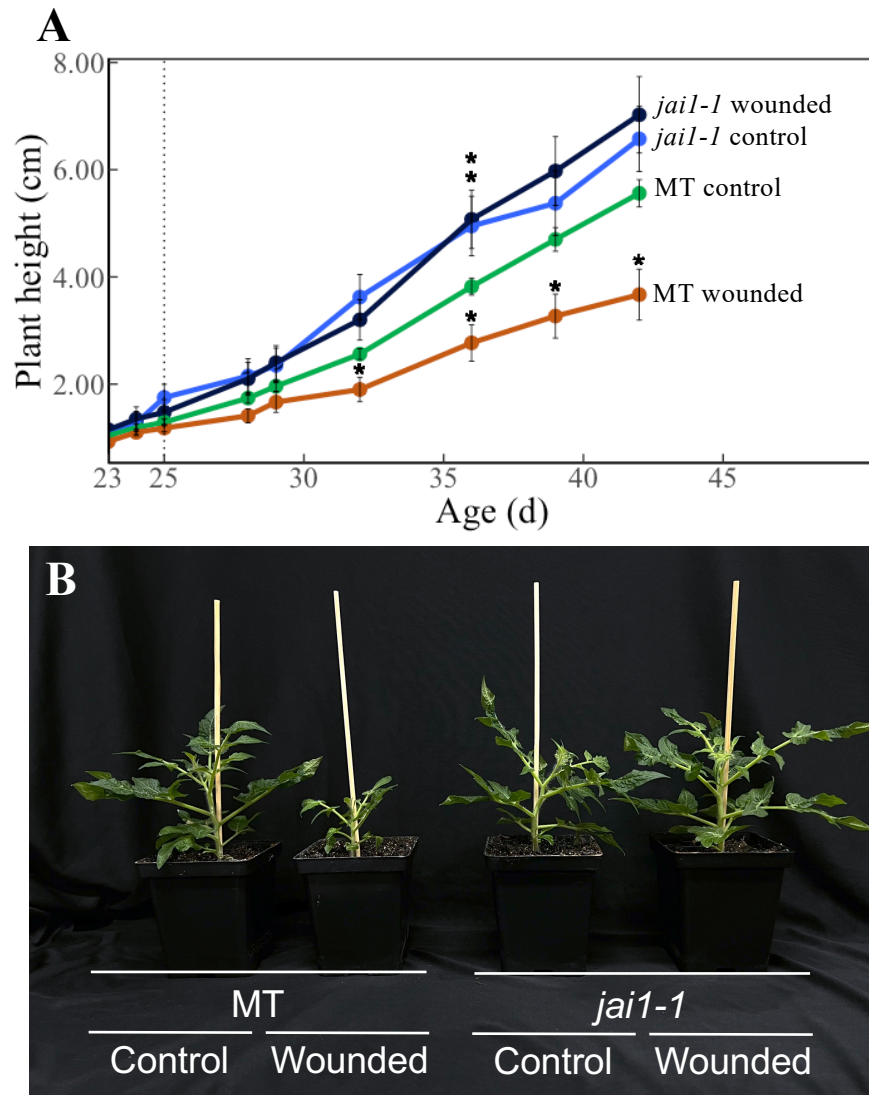 A
8.00
6.00
4.00
2.00
Plant height (cm)
23 25 30 35 40 45
Age (d)
*
*
*
*
*
*
jai1-1 wounded
jai1-1 control
MT control
MT wounded
B
MT jai1-1
Control Wounded Control Wounded